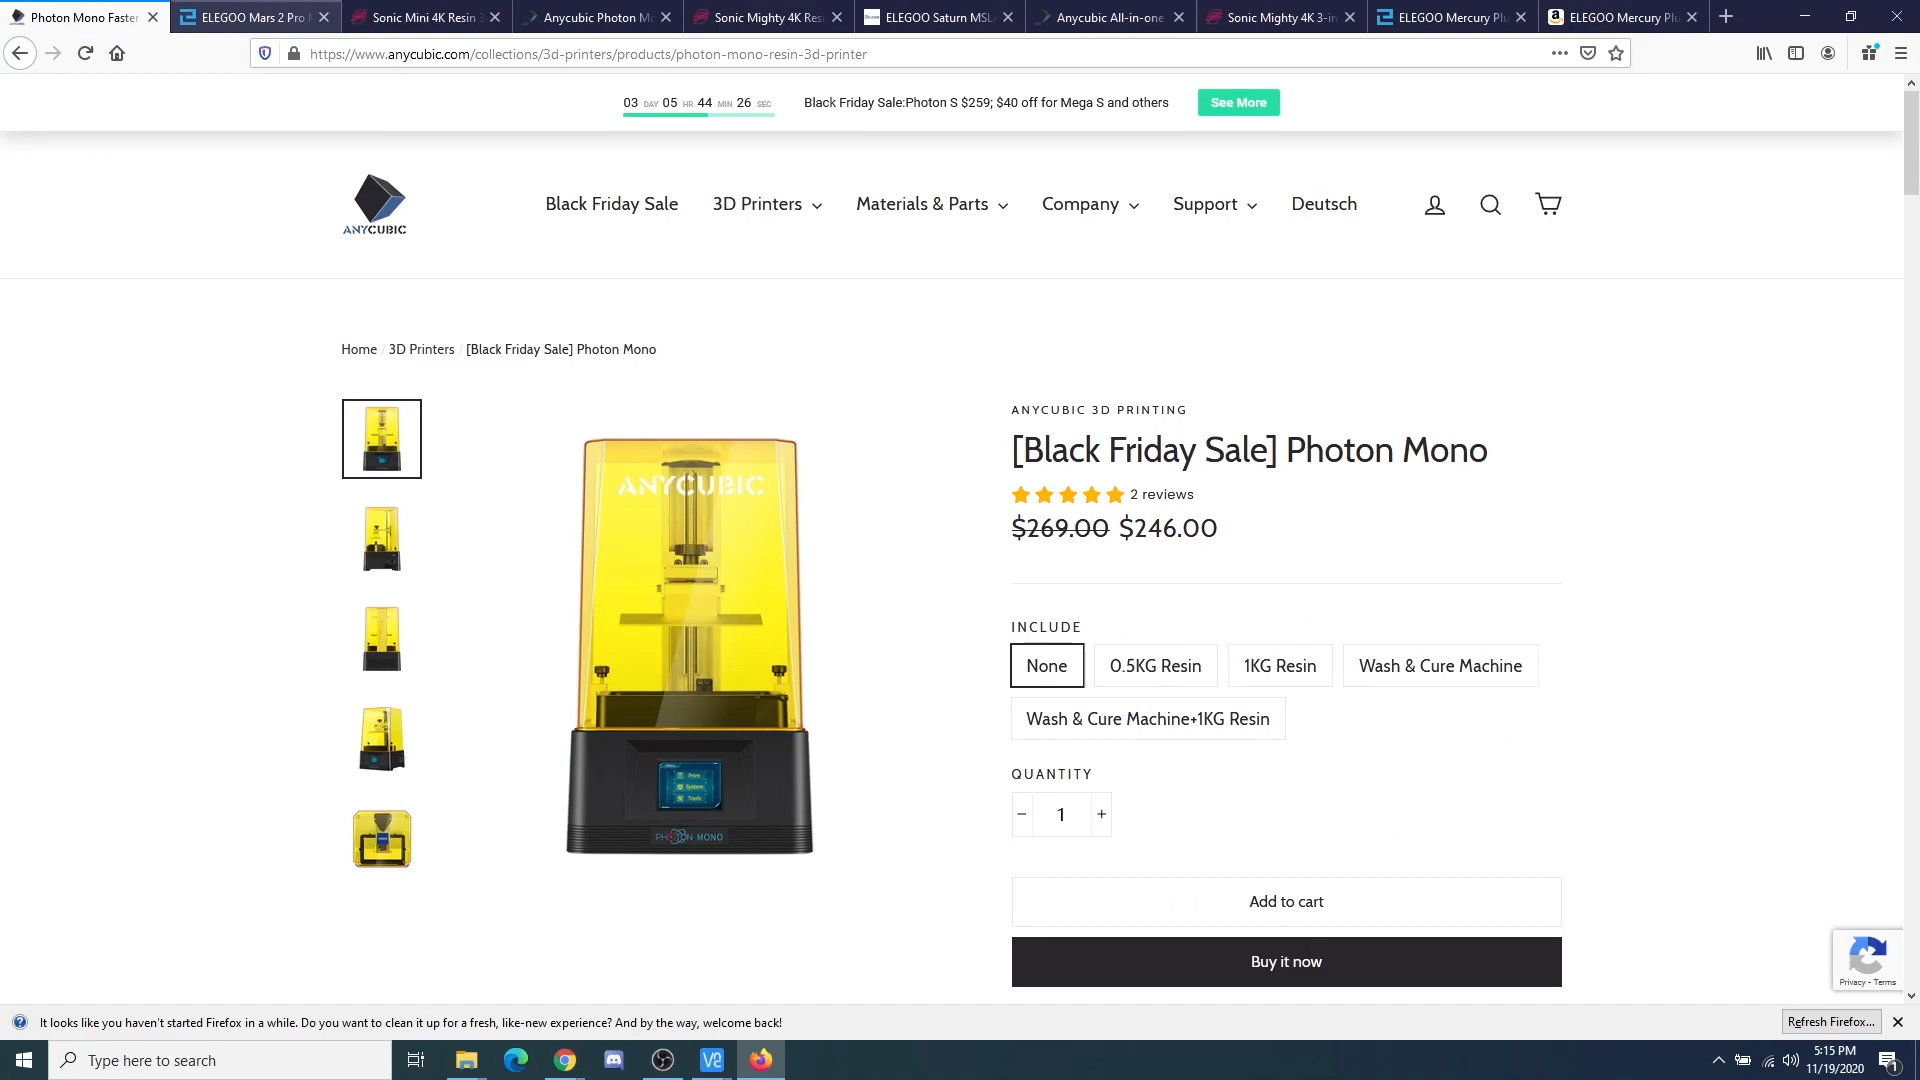 Photon Mono Faster
ELEGOO Mars 2 Pro
Sonic Mini 4K Resin
Anycubic Photon Mo
Sonic Mighty 4K Res
ELEGOO Saturn MSL
Anycubic All-in-one
Sonic Mighty 4K 3-in
ELEGOO Mercury Plu
ELEGOO Mercury Plu
https://www.anycubic.com/collections/3d-printers/products/photon-mono-resin-3d-printer
03 DAY 05 HR 44 MIN 26 SEC
Black Friday Sale:Photon S $259; $40 off for Mega S and others
See More
ANYCUBIC
Black Friday Sale
3D Printers
Materials & Parts
Company
Support
Deutsch
Home / 3D Printers / [Black Friday Sale] Photon Mono
ANYCUBIC 3D PRINTING
[Black Friday Sale] Photon Mono
2 reviews
$269.00 $246.00
ANYCUBIC
Print
System
Tools
PHOTON MONO
INCLUDE
None
0.5KG Resin
1KG Resin
Wash & Cure Machine
Wash & Cure Machine+1KG Resin
QUANTITY
− 1 +
Add to cart
Buy it now
Privacy - Terms
It looks like you haven't started Firefox in a while. Do you want to clean it up for a fresh, like-new experience? And by the way, welcome back!
Refresh Firefox...
Type here to search
5:15 PM
11/19/2020
1